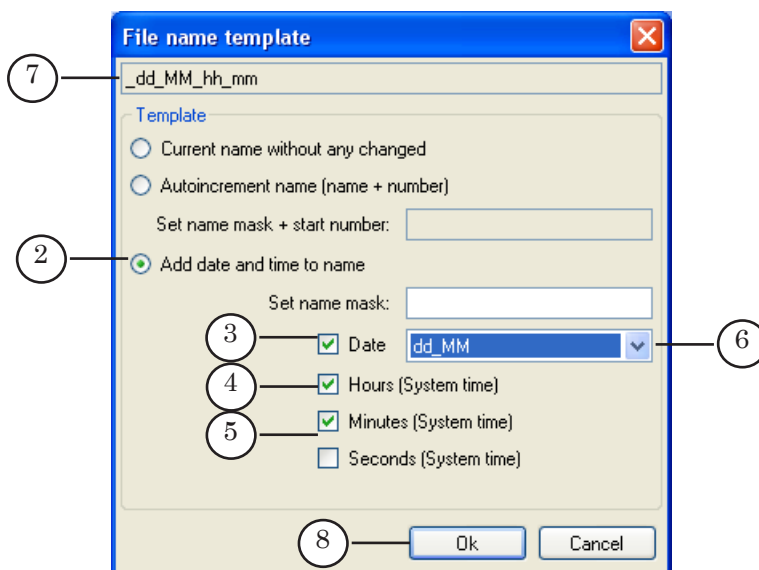 File name template
7
_dd_MM_hh_mm
Template
Current name without any changed
Autoincrement name (name + number)
Set name mask + start number:
2
Add date and time to name
Set name mask:
3
Date
dd_MM
6
4
Hours (System time)
Minutes (System time)
5
Seconds (System time)
8
Ok
Cancel